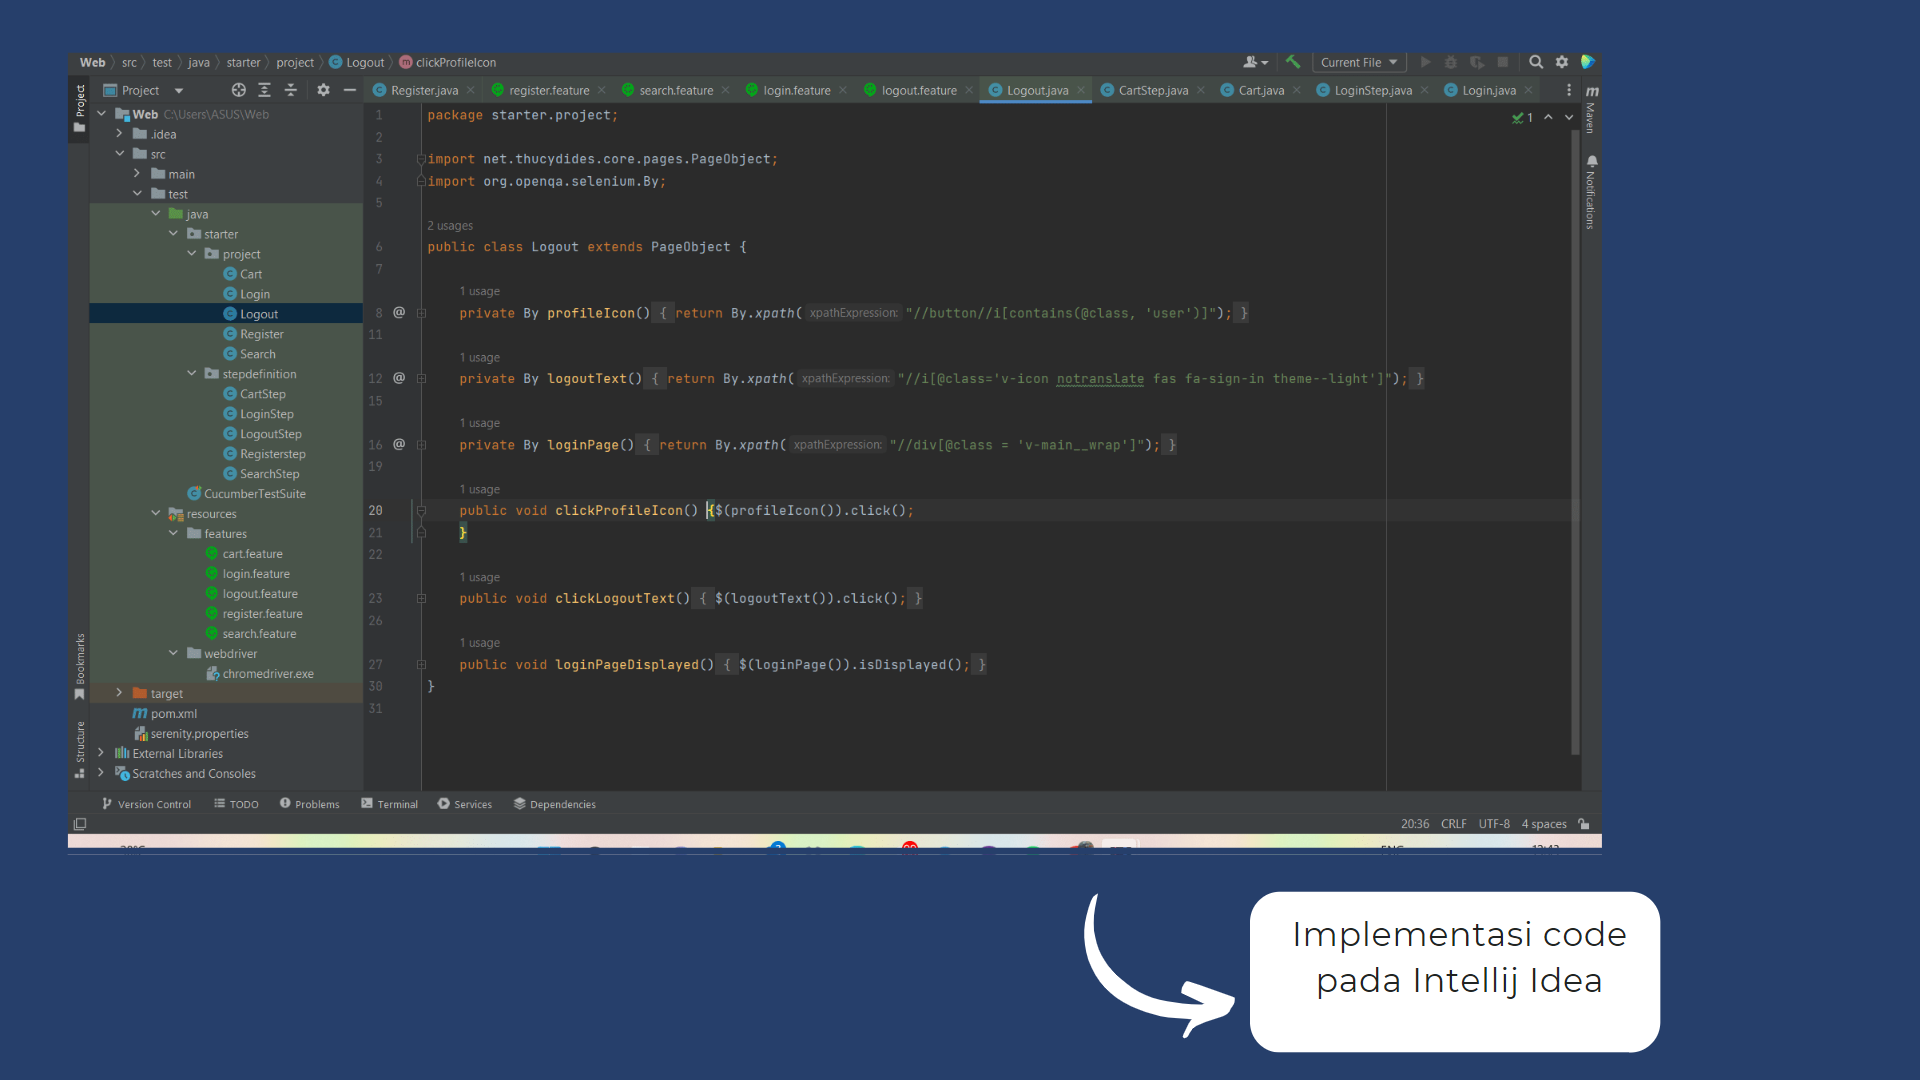 Web src test java starter project Logout clickProfileIcon Current File
Project Register.java register.feature search.feature login.feature logout.feature Logout.java CartStep.java Cart.java LoginStep.java Login.java
Project
Maven
Notifications
Bookmarks
Structure
Web C:\Users\ASUS\Web
.idea
src
main
test
java
starter
project
Cart
Login
Logout
Register
Search
stepdefinition
CartStep
LoginStep
LogoutStep
Registerstep
SearchStep
CucumberTestSuite
resources
features
cart.feature
login.feature
logout.feature
register.feature
search.feature
webdriver
chromedriver.exe
target
pom.xml
serenity.properties
External Libraries
Scratches and Consoles
1 package starter.project; 1
2
3 import net.thucydides.core.pages.PageObject;
4 import org.openqa.selenium.By;
5
2 usages
6 public class Logout extends PageObject {
7
1 usage
8 @ private By profileIcon() { return By.xpath( xpathExpression: "//button//i[contains(@class, 'user')]"); }
11
1 usage
12 @ private By logoutText() { return By.xpath( xpathExpression: "//i[@class='v-icon notranslate fas fa-sign-in theme--light']"); }
15
1 usage
16 @ private By loginPage() { return By.xpath( xpathExpression: "//div[@class = 'v-main__wrap']"); }
19
1 usage
20 public void clickProfileIcon() {$(profileIcon()).click();
21 }
22
1 usage
23 public void clickLogoutText() { $(logoutText()).click(); }
26
1 usage
27 public void loginPageDisplayed() { $(loginPage()).isDisplayed(); }
30 }
31
Version Control TODO Problems Terminal Services Dependencies
20:36 CRLF UTF-8 4 spaces
Implementasi code
pada Intellij Idea